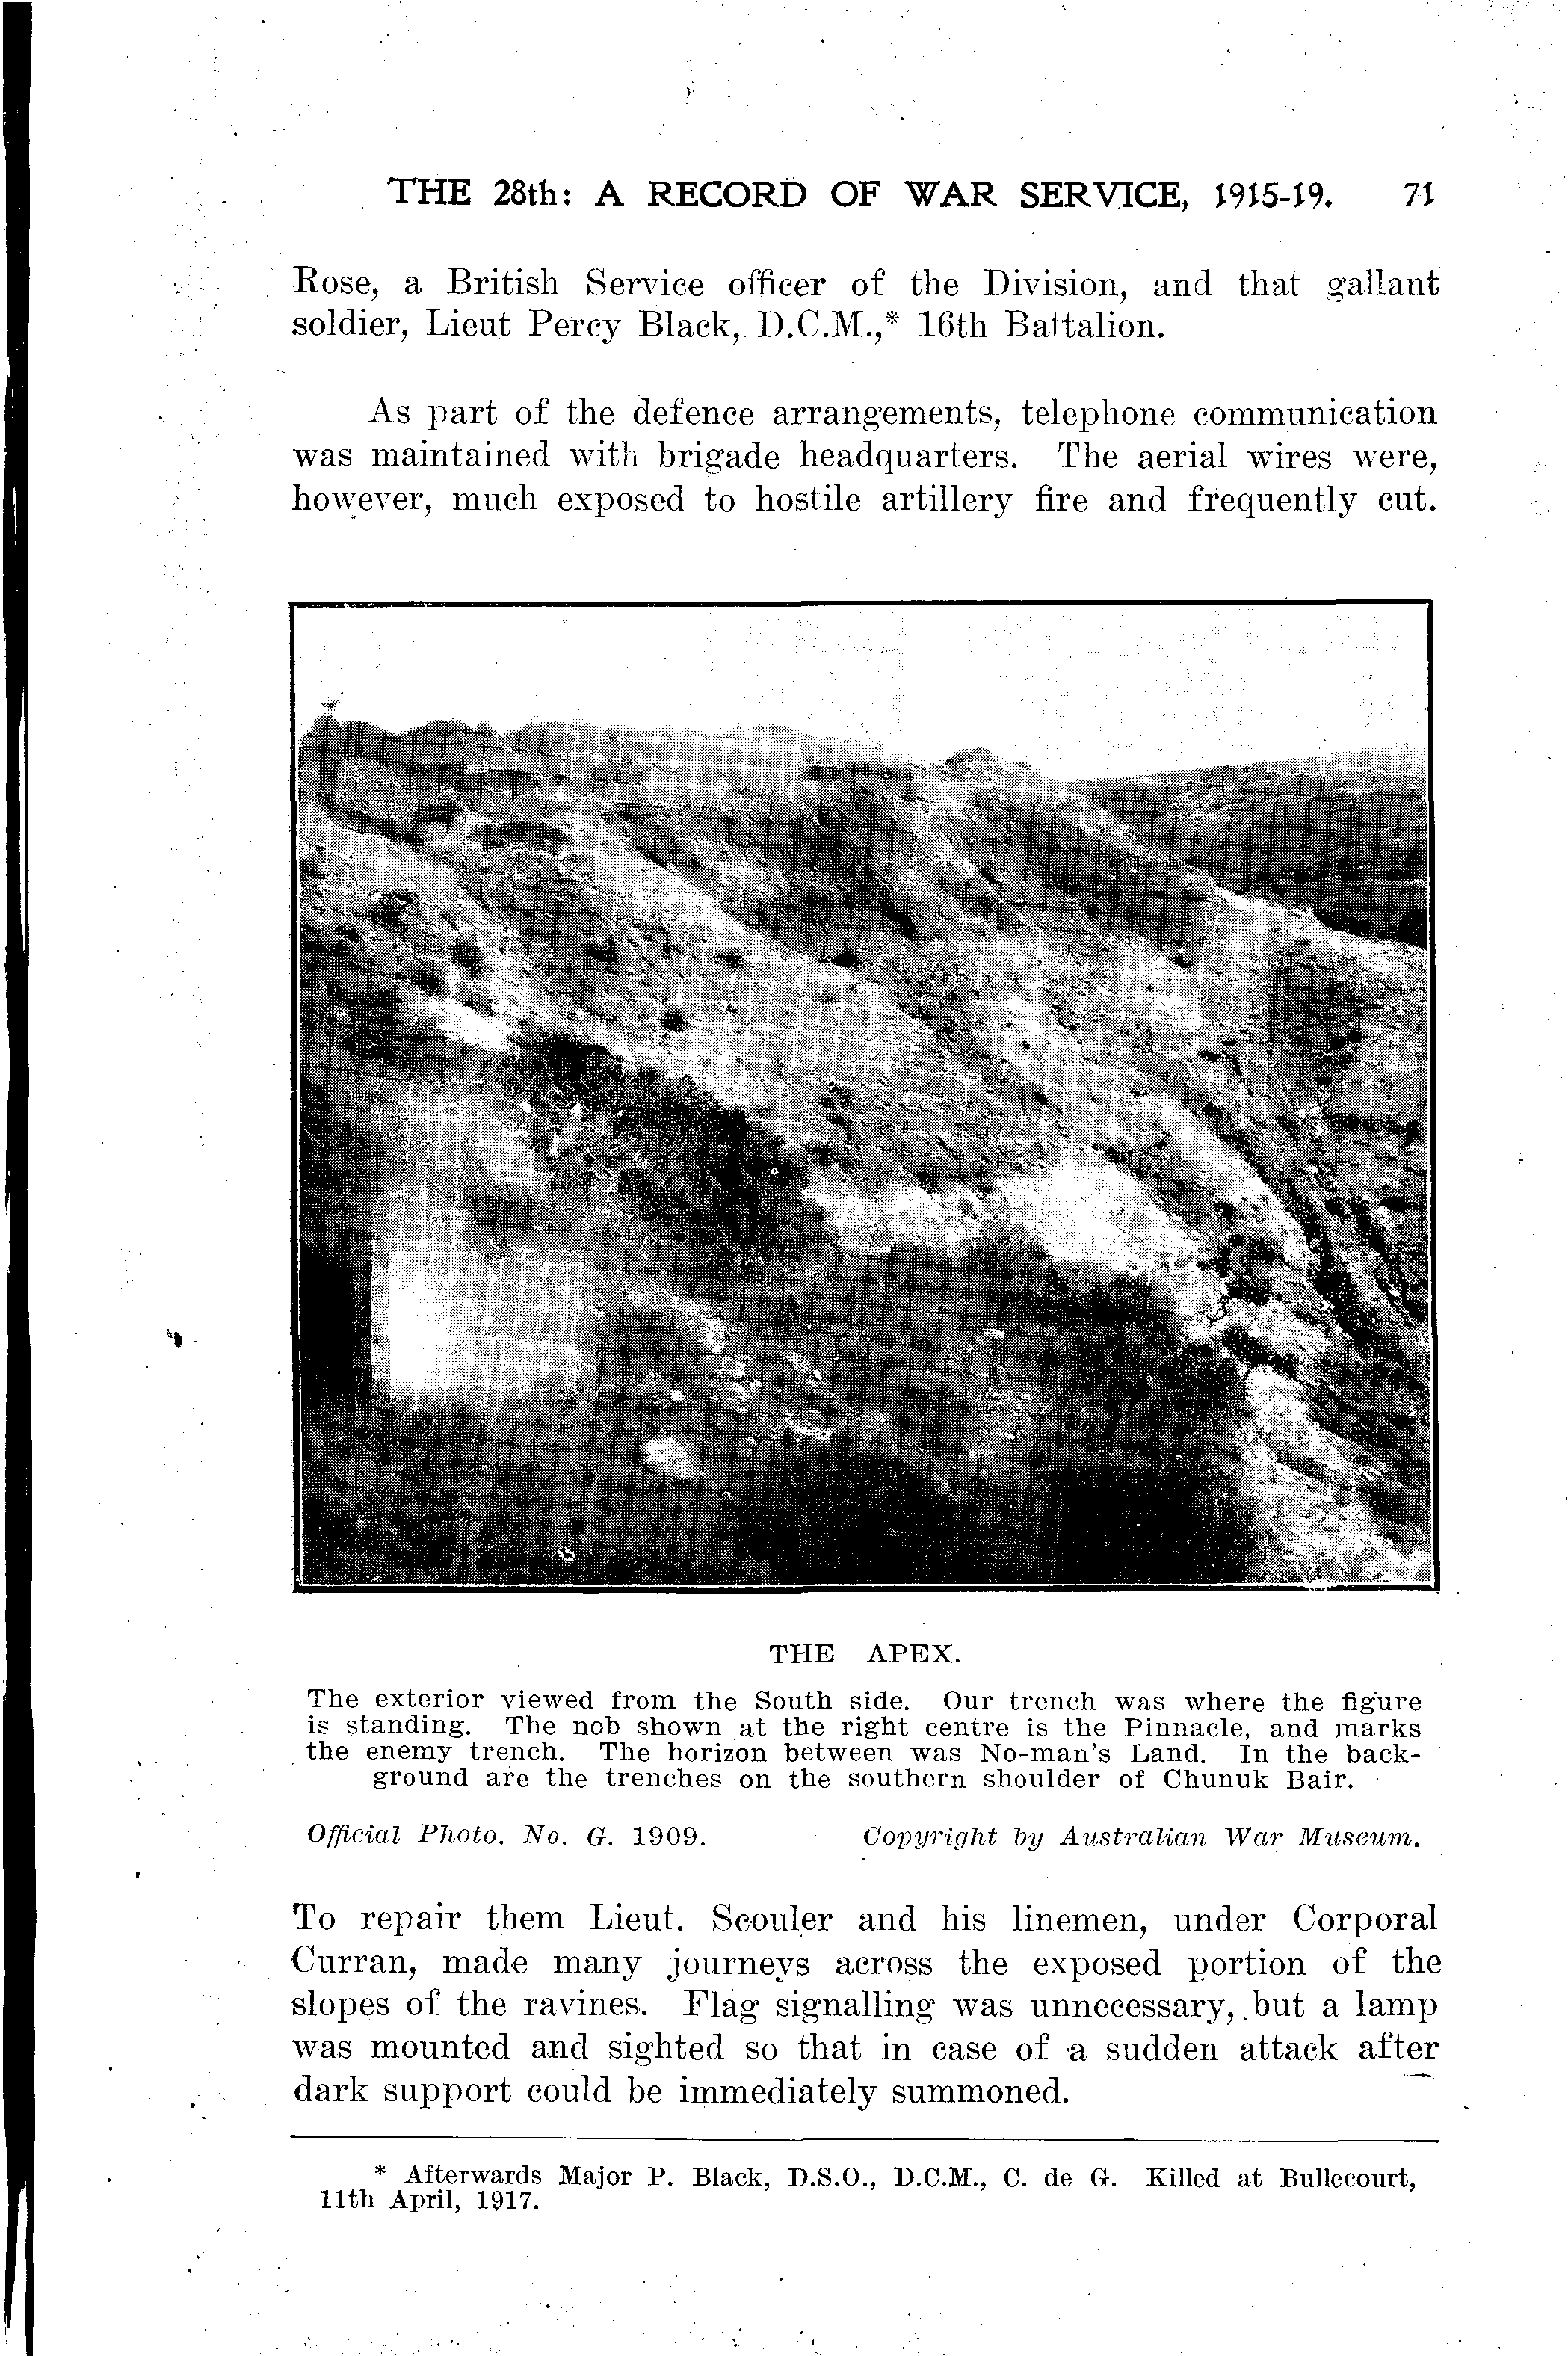 THE 28th: A RECORD OF WAR SERVICE, 1915-19. 71
Rose, a British Service officer of the Division, and that gallant
soldier, Lieut Percy Black, D.C.M.,* 16th Battalion.
As part of the defence arrangements, telephone communication
was maintained with brigade headquarters. The aerial wires were,
however, much exposed to hostile artillery fire and frequently cut.
THE APEX.
The exterior viewed from the South side. Our trench was where the figure
is standing. The nob shown at the right centre is the Pinnacle, and marks
the enemy trench. The horizon between was No-man's Land. In the back-
ground are the trenches on the southern shoulder of Chunuk Bair.
Official Photo. No. G. 1909. Copyright by Australian War Museum.
To repair them Lieut. Scouler and his linemen, under Corporal
Curran, made many journeys across the exposed portion of the
slopes of the ravines. Flag signalling was unnecessary, but a lamp
was mounted and sighted so that in case of a sudden attack after
dark support could be immediately summoned.
* Afterwards Major P. Black, D.S.O., D.C.M., C. de G. Killed at Bullecourt,
11th April, 1917.